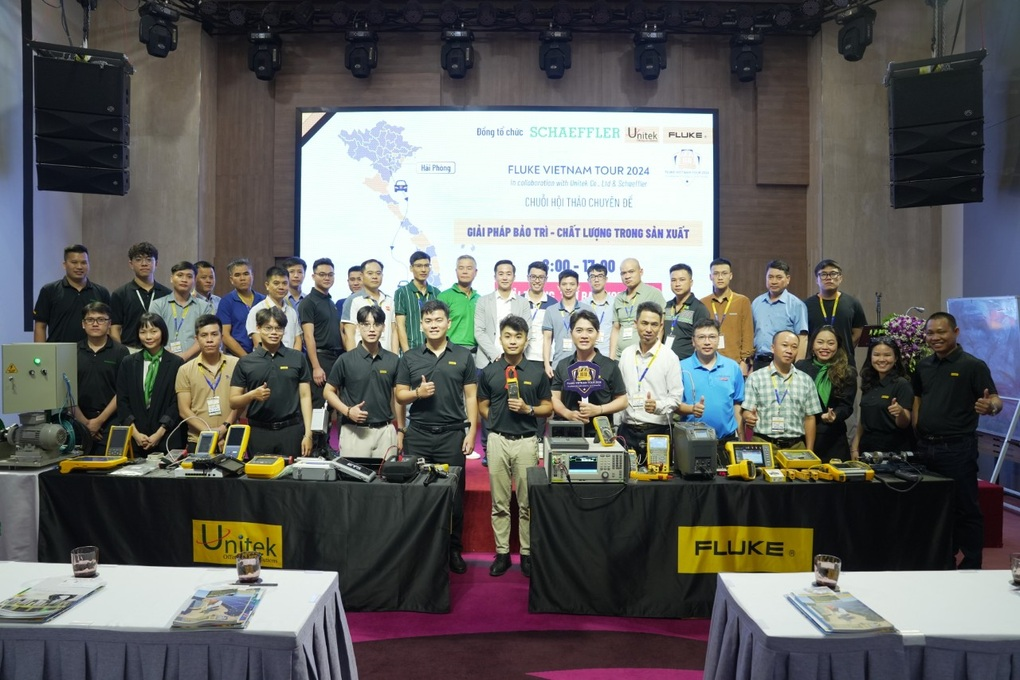 Đồng tổ chức SCHAEFFLER Unitek FLUKE
Hải Phòng
FLUKE VIETNAM TOUR 2024
In collaboration with Unitek Co., Ltd & Schaeffler
CHUỖI HỘI THẢO CHUYÊN ĐỀ
GIẢI PHÁP BẢO TRÌ - CHẤT LƯỢNG TRONG SẢN XUẤT
8:00 - 17:00
Unitek
FLUKE®